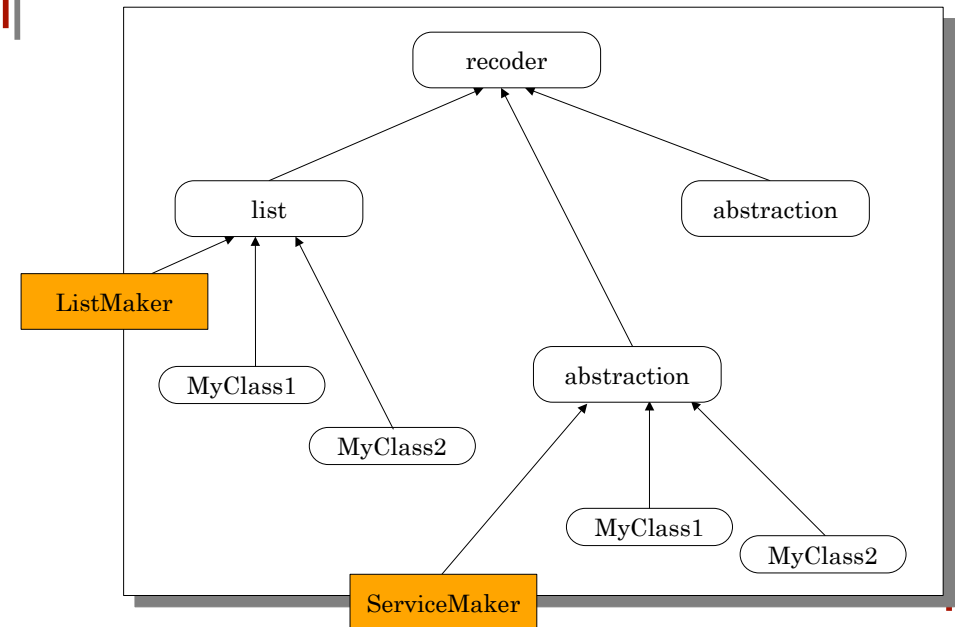 recoder
list
abstraction
ListMaker
MyClass1
abstraction
MyClass2
MyClass1
MyClass2
ServiceMaker